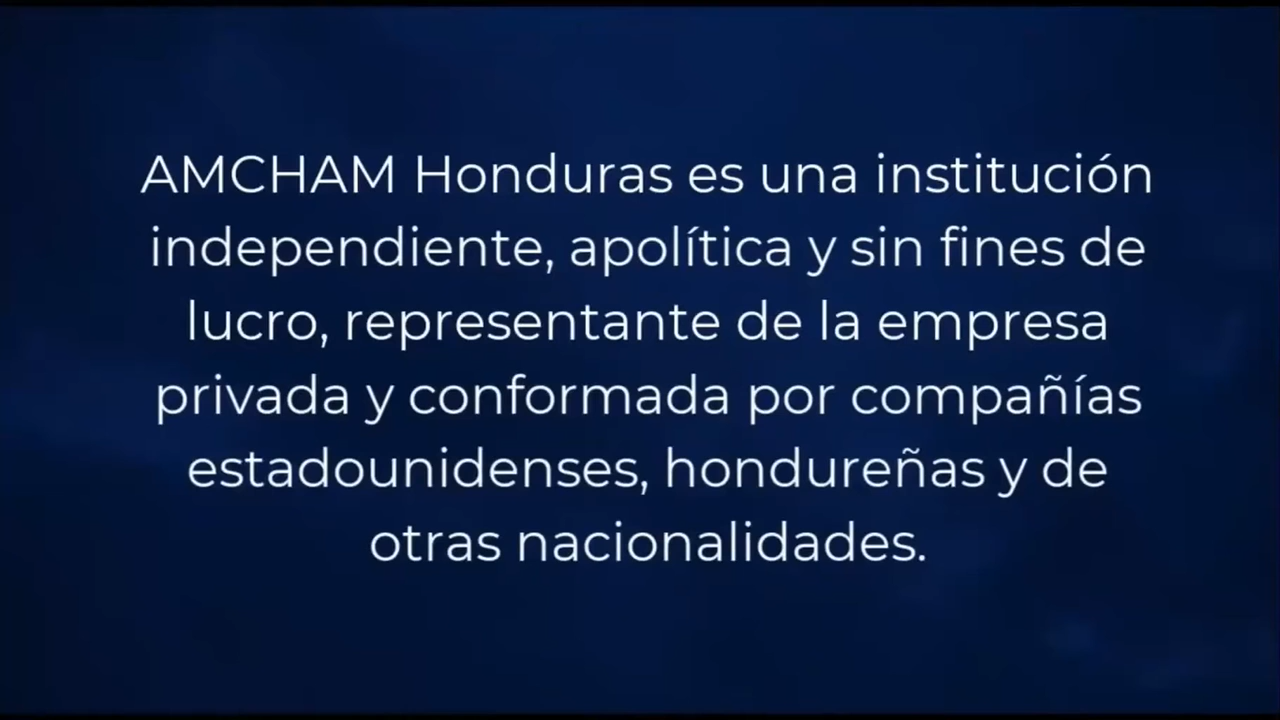 AMCHAM Honduras es una institución
independiente, apolítica y sin fines de
lucro, representante de la empresa
privada y conformada por compañías
estadounidenses, hondureñas y de
otras nacionalidades.